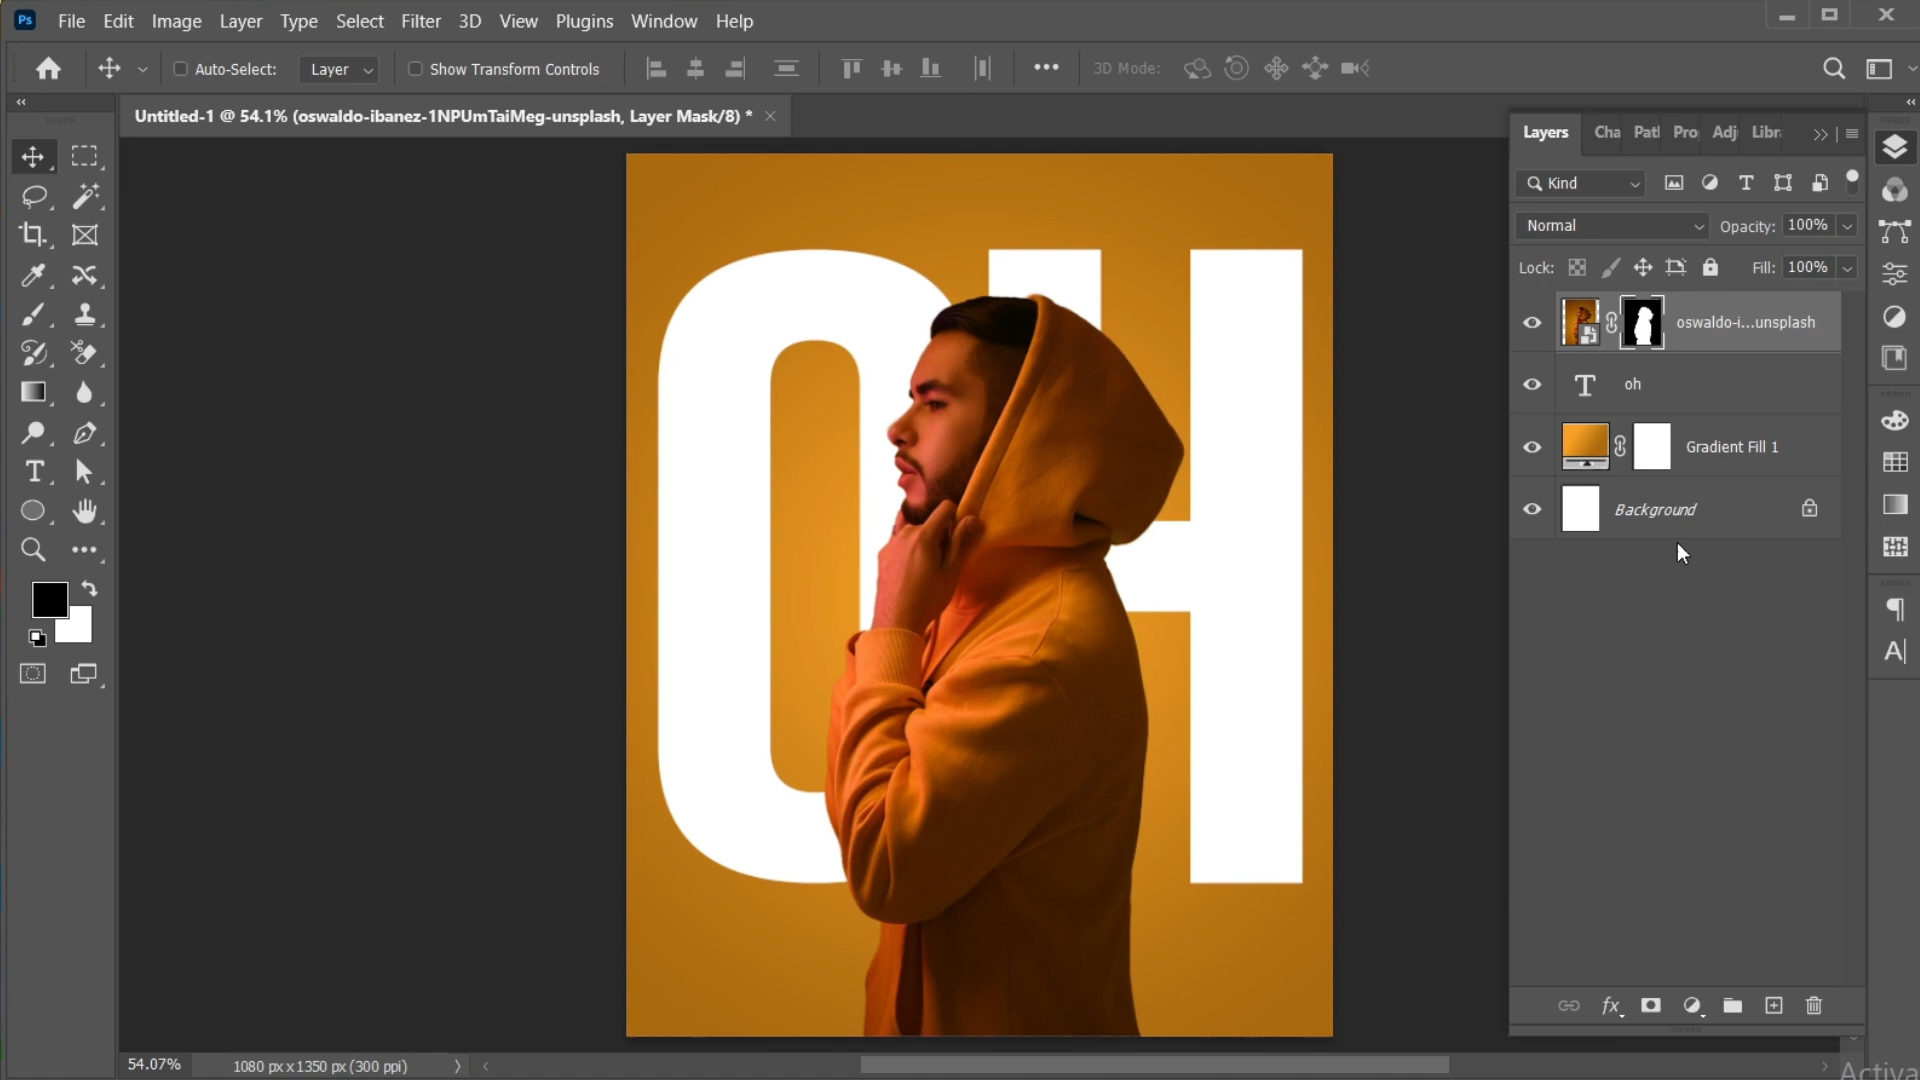 Ps File Edit Image Layer Type Select Filter 3D View Plugins Window Help
Auto-Select: Layer Show Transform Controls 3D Mode:
Untitled-1 @ 54.1% (oswaldo-ibanez-1NPUmTaiMeg-unsplash, Layer Mask/8) *
Layers Cha Pat Pro Adj Libr
Kind
Normal Opacity: 100%
Lock: Fill: 100%
oswaldo-i...unsplash
oh
Gradient Fill 1
Background
OH
54.07% 1080 px x 1350 px (300 ppi)
Activa